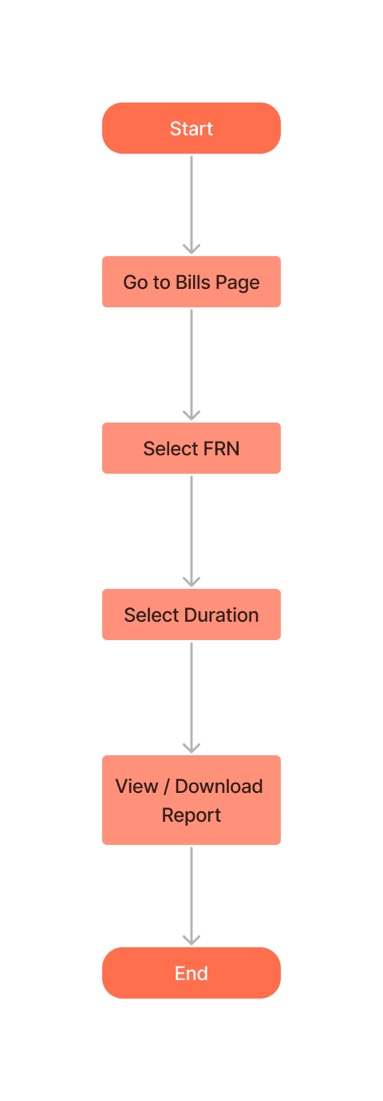 Start
Go to Bills Page
Select FRN
Select Duration
View / Download
Report
End